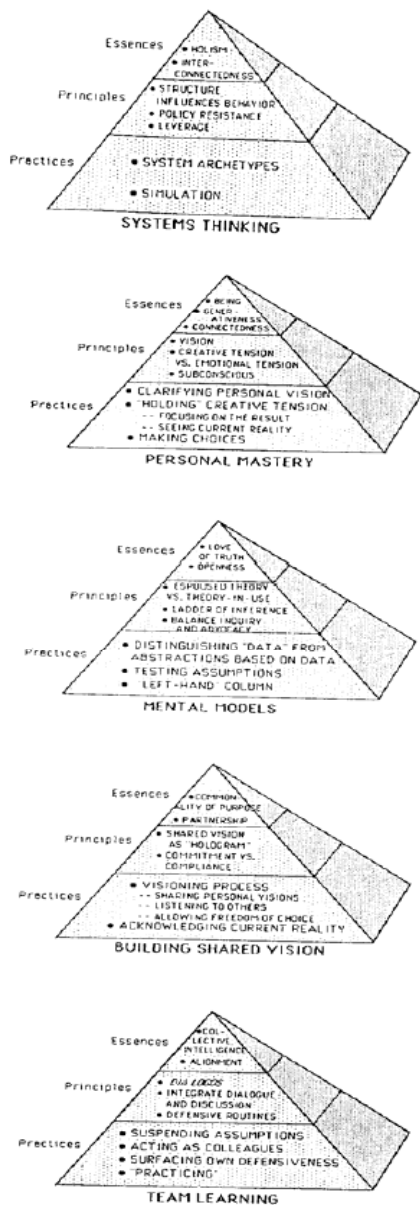 Essences
• HOLISM
• INTER-
CONNECTEDNESS
Principles
• STRUCTURE
INFLUENCES BEHAVIOR
• POLICY RESISTANCE
• LEVERAGE
Practices
• SYSTEM ARCHETYPES
• SIMULATION
SYSTEMS THINKING
Essences
• BEING
• GENER-
ATIVENESS
• CONNECTEDNESS
Principles
• VISION
• CREATIVE TENSION
VS. EMOTIONAL TENSION
• SUBCONSCIOUS
Practices
• CLARIFYING PERSONAL VISION
• "HOLDING" CREATIVE TENSION
-- FOCUSING ON THE RESULT
-- SEEING CURRENT REALITY
• MAKING CHOICES
PERSONAL MASTERY
Essences
• LOVE
OF TRUTH
• OPENNESS
Principles
• ESPOUSED THEORY
VS. THEORY-IN-USE
• LADDER OF INFERENCE
• BALANCE INQUIRY
AND ADVOCACY
Practices
• DISTINGUISHING "DATA" FROM
ABSTRACTIONS BASED ON DATA
• TESTING ASSUMPTIONS
• "LEFT-HAND" COLUMN
MENTAL MODELS
Essences
• COMMON-
ALITY OF PURPOSE
• PARTNERSHIP
Principles
• SHARED VISION
AS "HOLOGRAM"
• COMMITMENT VS.
COMPLIANCE
Practices
• VISIONING PROCESS
-- SHARING PERSONAL VISIONS
-- LISTENING TO OTHERS
-- ALLOWING FREEDOM OF CHOICE
• ACKNOWLEDGING CURRENT REALITY
BUILDING SHARED VISION
Essences
• COL-
LECTIVE
INTELLIGENCE
• ALIGNMENT
Principles
• DIA LOGOS
• INTEGRATE DIALOGUE
AND DISCUSSION
• DEFENSIVE ROUTINES
Practices
• SUSPENDING ASSUMPTIONS
• ACTING AS COLLEAGUES
• SURFACING OWN DEFENSIVENESS
• "PRACTICING"
TEAM LEARNING